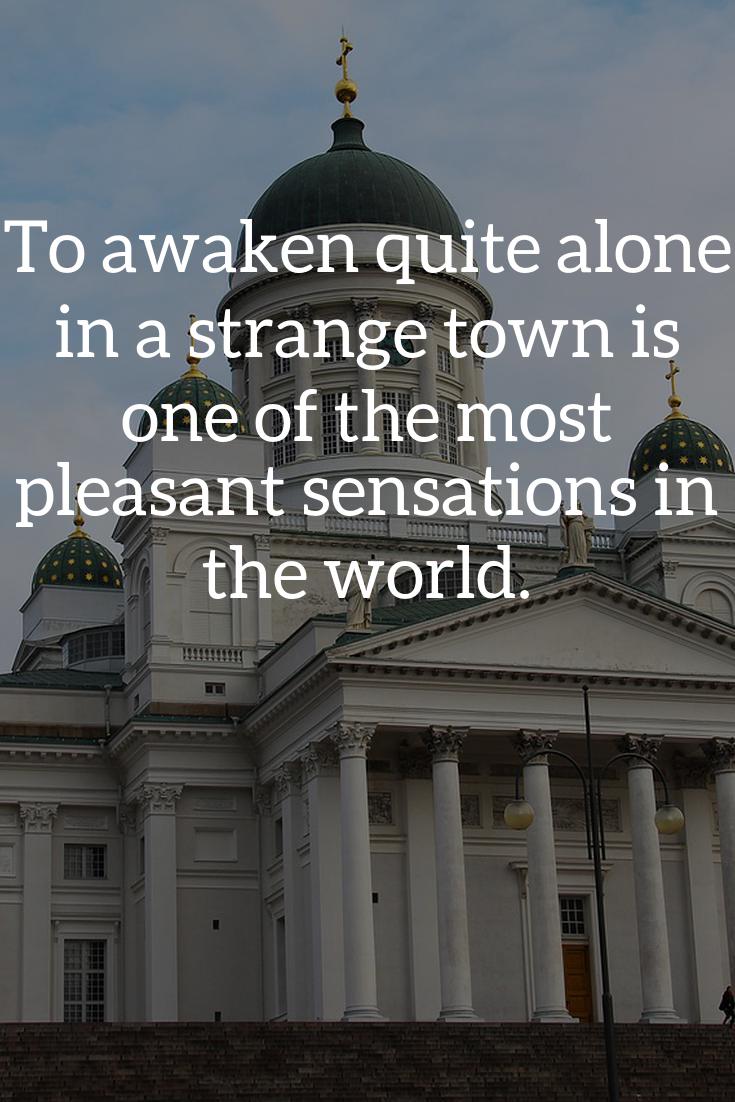 To awaken quite alone
in a strange town is
one of the most
pleasant sensations in
the world.